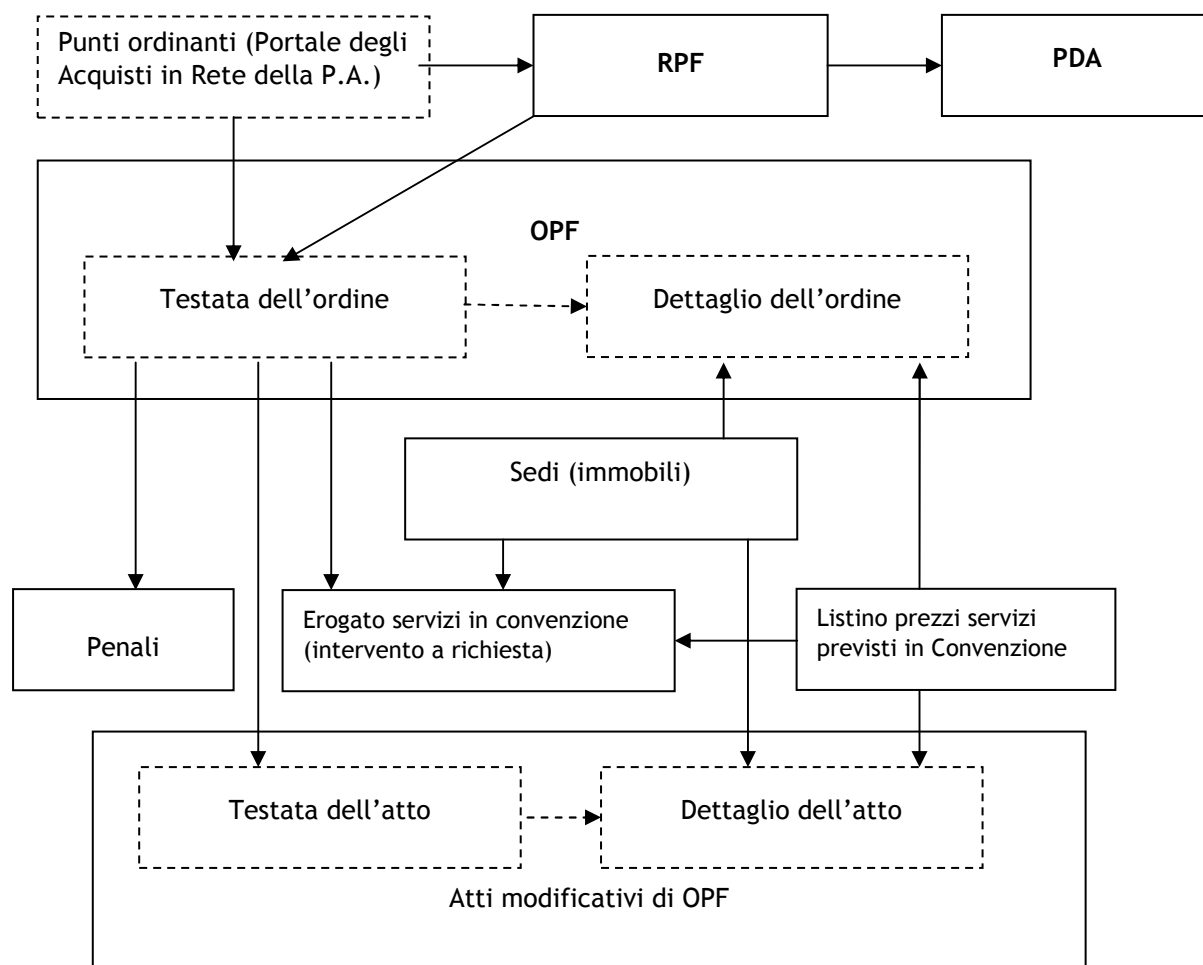 Punti ordinanti (Portale degli
Acquisti in Rete della P.A.)
RPF
PDA
OPF
Testata dell’ordine
Dettaglio dell’ordine
Sedi (immobili)
Penali
Erogato servizi in convenzione
(intervento a richiesta)
Listino prezzi servizi
previsti in Convenzione
Testata dell’atto
Dettaglio dell’atto
Atti modificativi di OPF